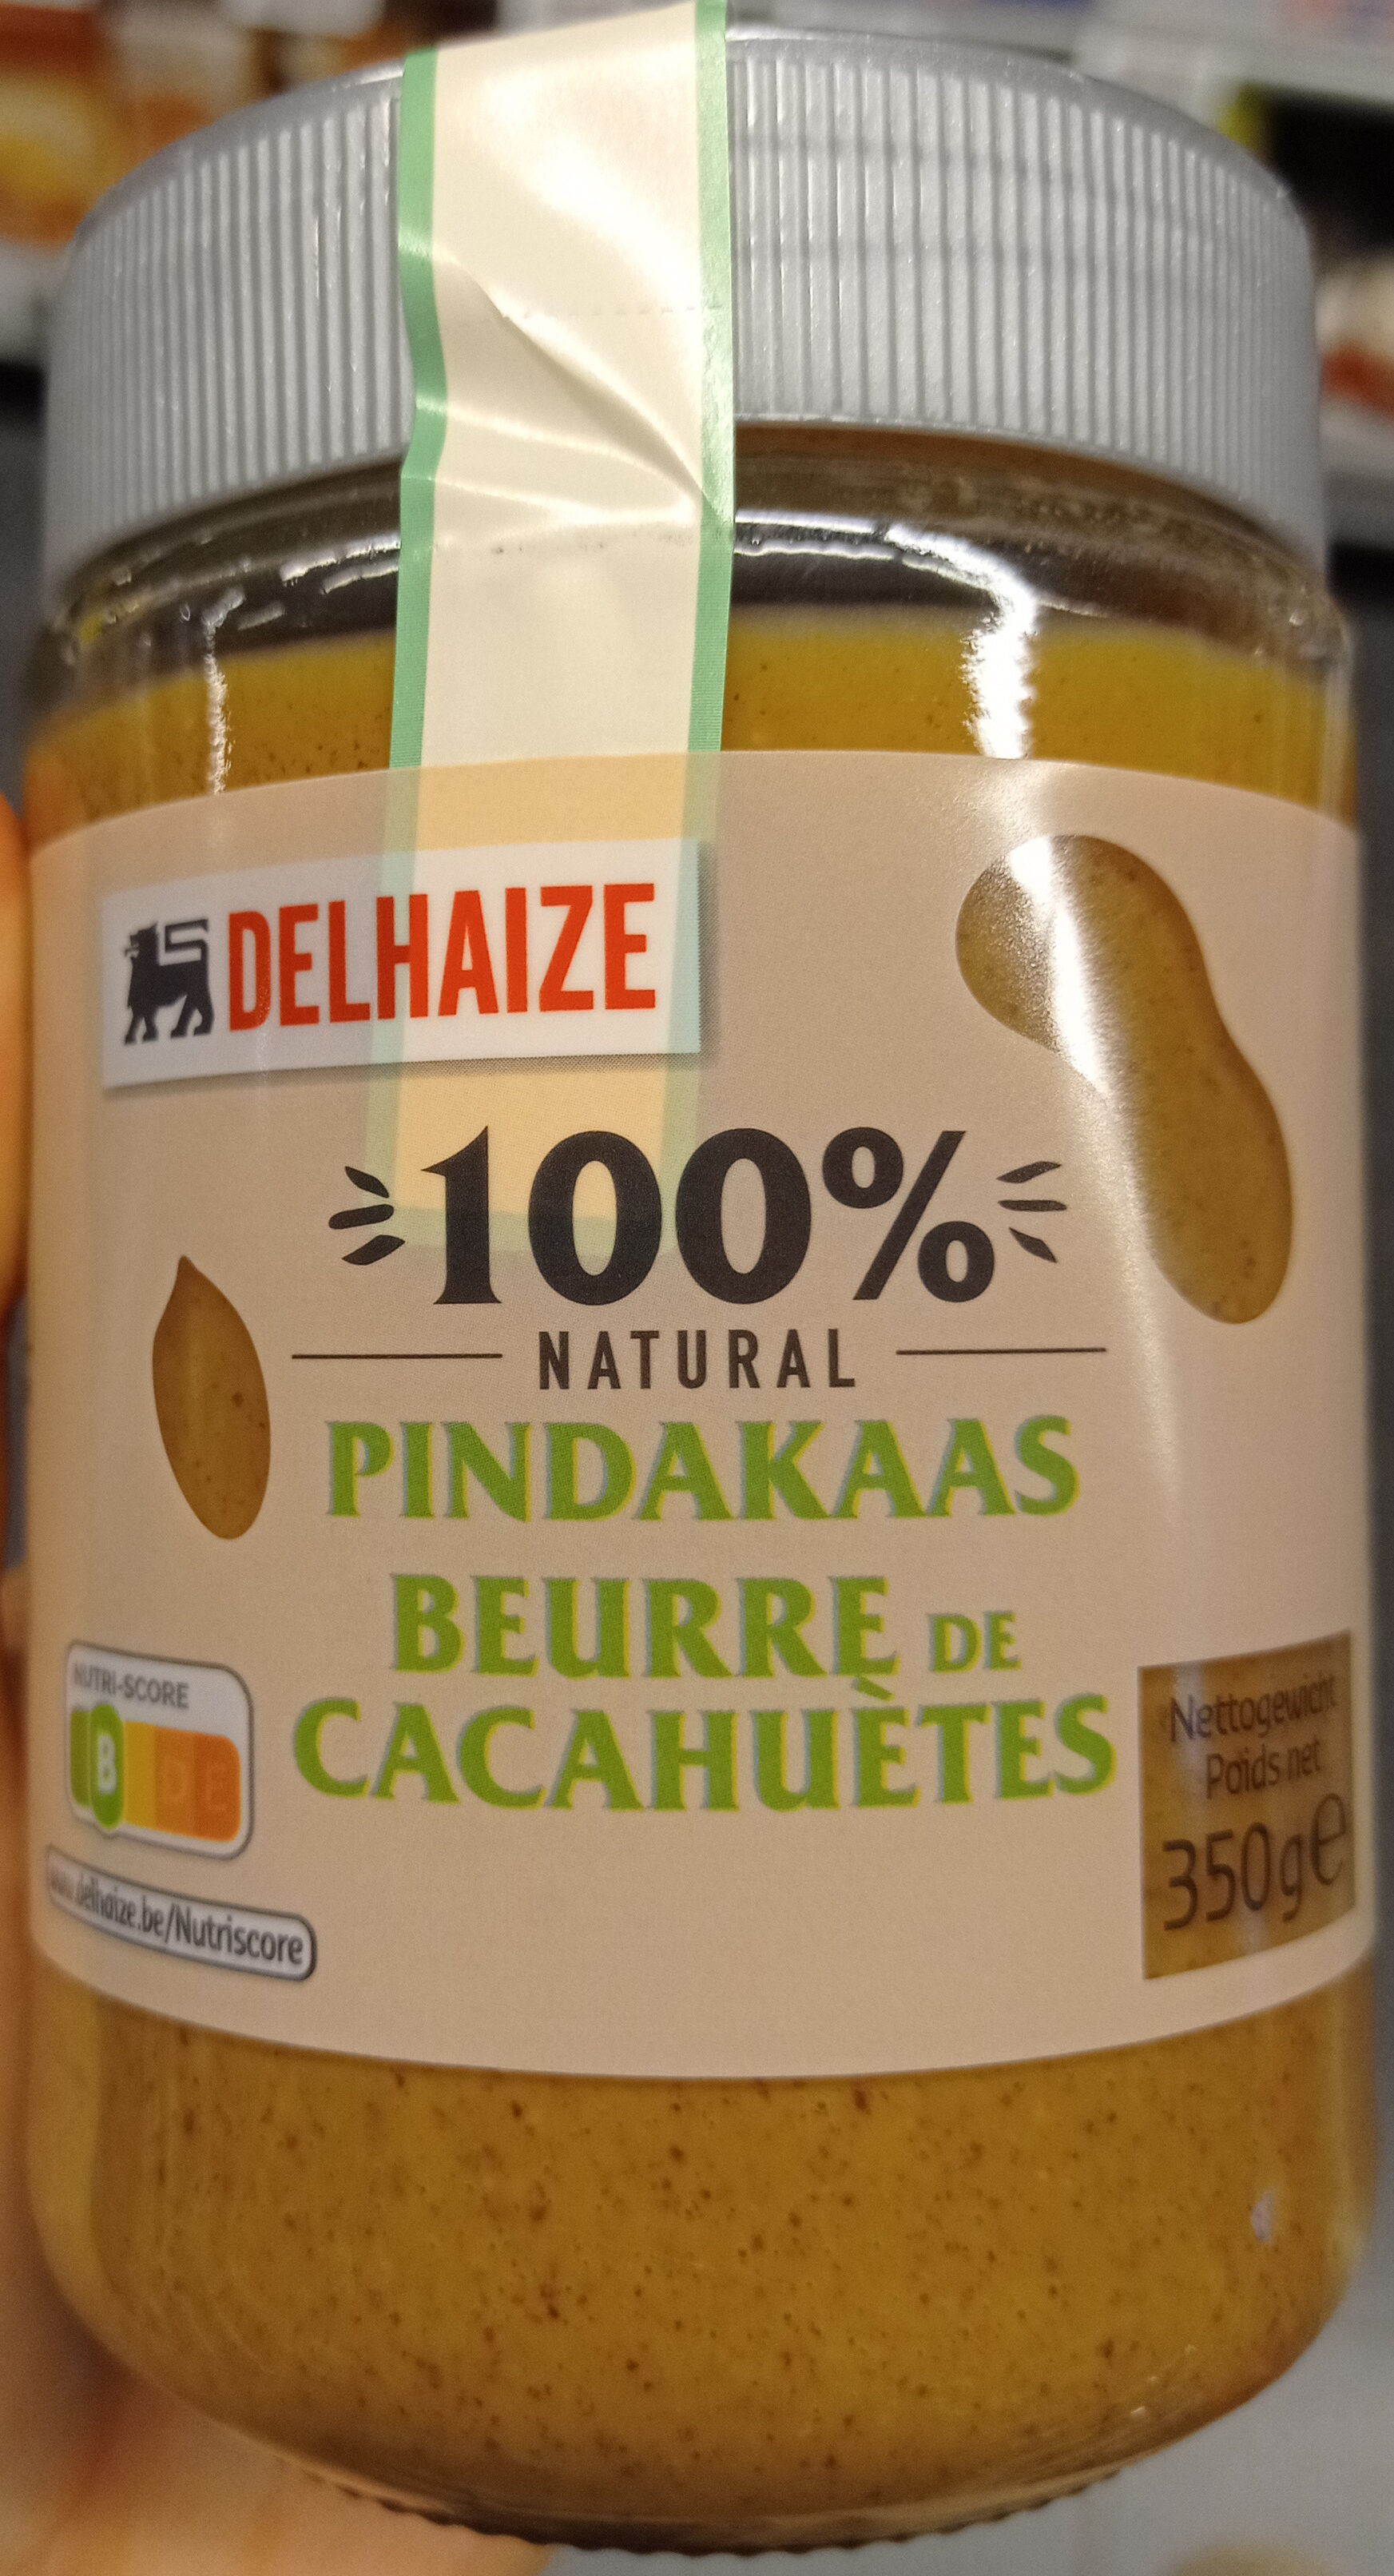 DELHAIZE
100%
NATURAL
PINDAKAAS
BEURRE DE
CACAHUÈTES
NUTRI-SCORE
B D E
www.delhaize.be/Nutriscore
Nettogewicht
Poids net
350g e